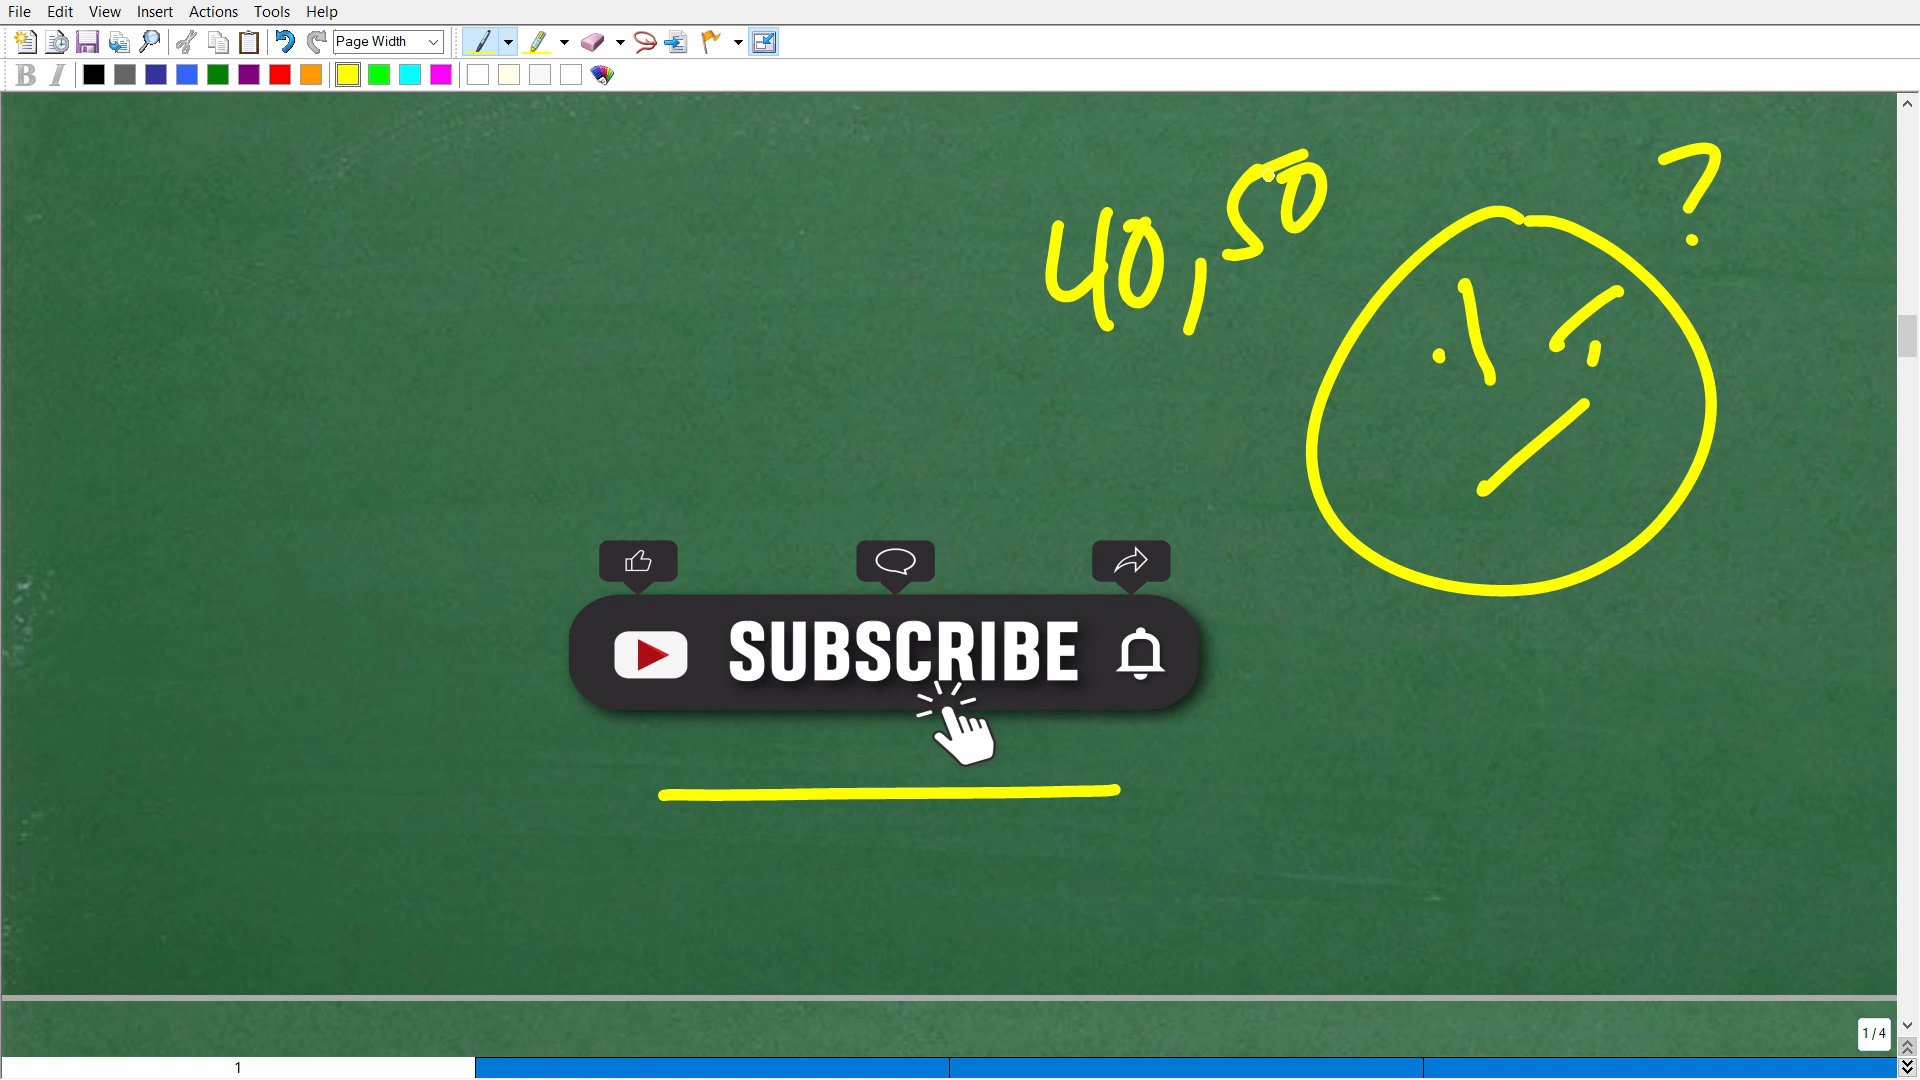 File Edit View Insert Actions Tools Help
Page Width
B I
40, 50 ?
SUBSCRIBE
1 / 4
1